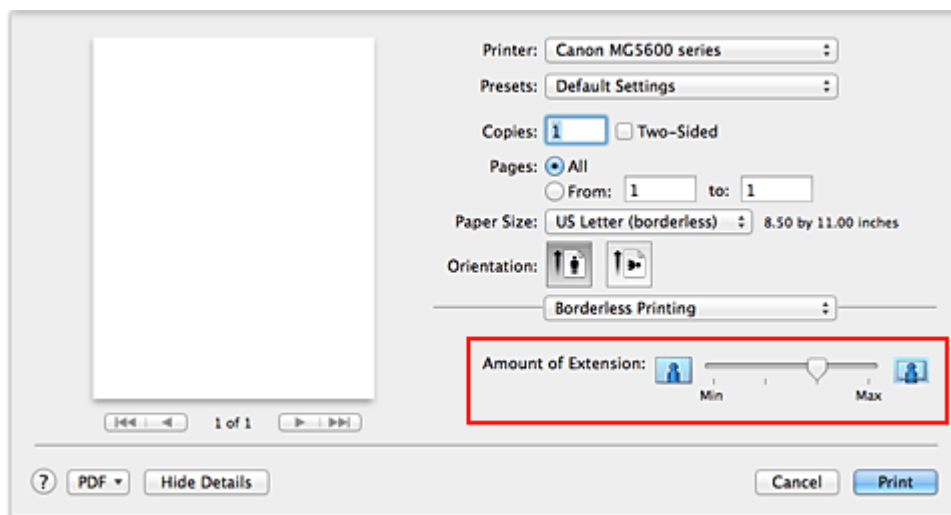 Printer: Canon MG5600 series
Presets: Default Settings
Copies: 1 Two-Sided
Pages: All
From: 1 to: 1
Paper Size: US Letter (borderless) 8.50 by 11.00 inches
Orientation:
Borderless Printing
Amount of Extension:
Min Max
1 of 1
? PDF Hide Details Cancel Print